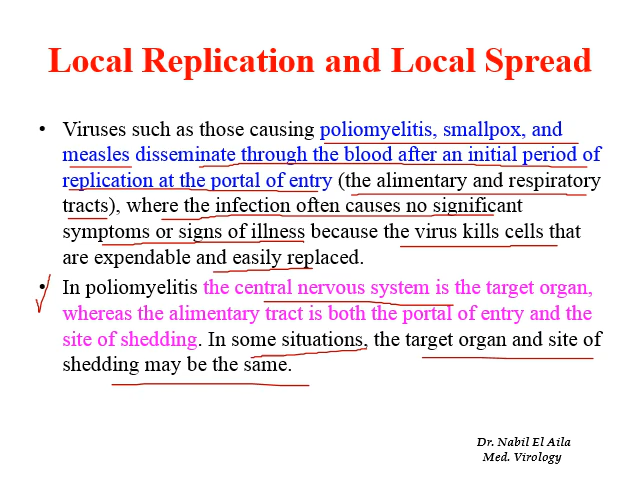 Local Replication and Local Spread
• Viruses such as those causing poliomyelitis, smallpox, and
measles disseminate through the blood after an initial period of
replication at the portal of entry (the alimentary and respiratory
tracts), where the infection often causes no significant
symptoms or signs of illness because the virus kills cells that
are expendable and easily replaced.
• In poliomyelitis the central nervous system is the target organ,
whereas the alimentary tract is both the portal of entry and the
site of shedding. In some situations, the target organ and site of
shedding may be the same.
Dr. Nabil El Aila
Med. Virology